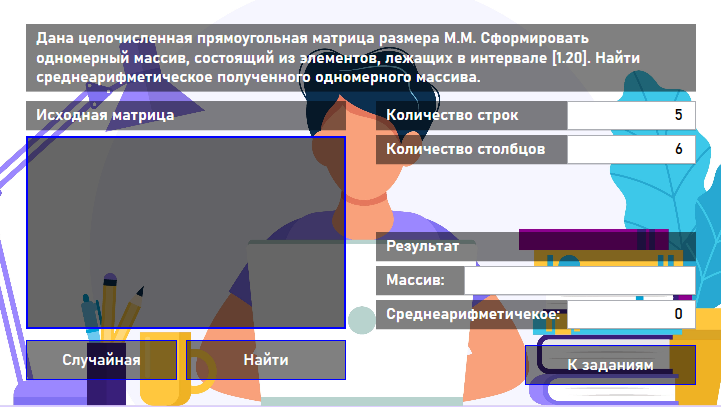 Дана целочисленная прямоугольная матрица размера М.М. Сформировать
одномерный массив, состоящий из элементов, лежащих в интервале [1.20]. Найти
среднеарифметическое полученного одномерного массива.
Исходная матрица
Количество строк 5
Количество столбцов 6
Результат
Массив:
Среднеарифметичекое: 0
Случайная
Найти
К заданиям